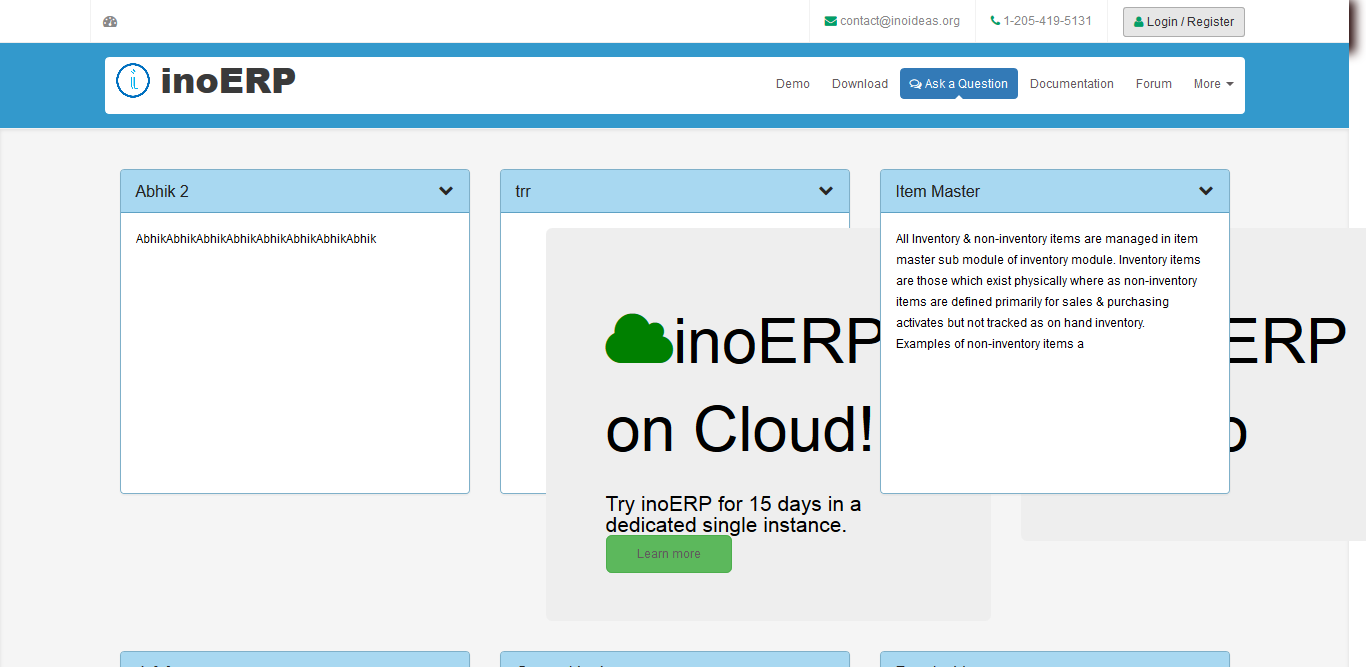 contact@inoideas.org
1-205-419-5131
Login / Register
inoERP
Demo
Download
Ask a Question
Documentation
Forum
More
Abhik 2
AbhikAbhikAbhikAbhikAbhikAbhikAbhikAbhik
trr
inoERP
on Cloud!
Try inoERP for 15 days in a
dedicated single instance.
Learn more
Item Master
All Inventory & non-inventory items are managed in item
master sub module of inventory module. Inventory items
are those which exist physically where as non-inventory
items are defined primarily for sales & purchasing
activates but not tracked as on hand inventory.
Examples of non-inventory items a
ERP